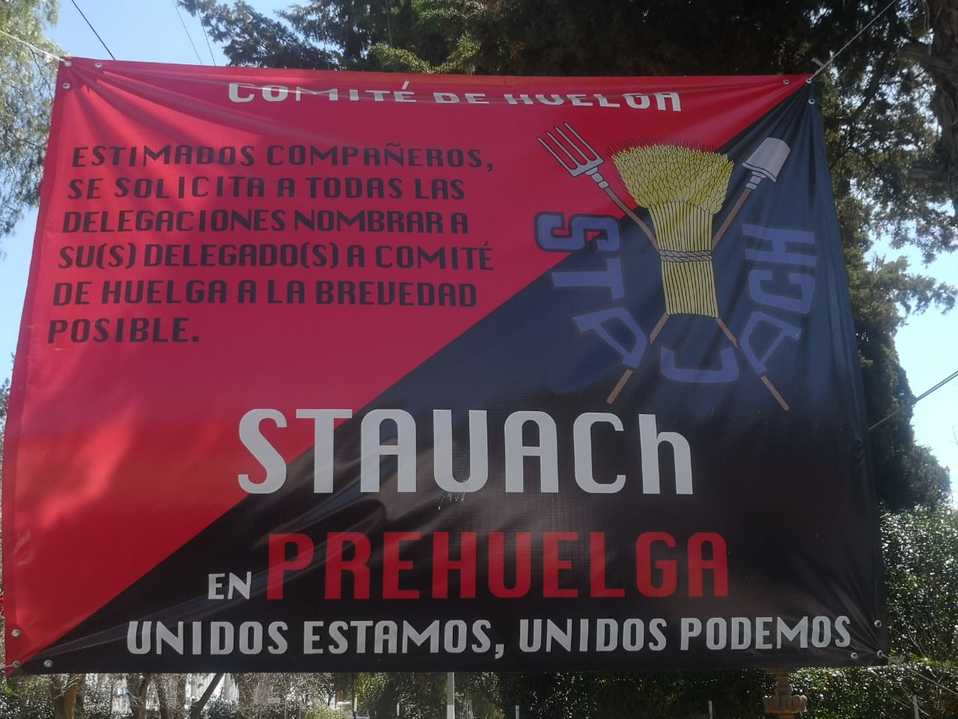 COMITÉ DE HUELGA
ESTIMADOS COMPAÑEROS,
SE SOLICITA A TODAS LAS
DELEGACIONES NOMBRAR A
SU(S) DELEGADO(S) A COMITÉ
DE HUELGA A LA BREVEDAD
POSIBLE.
STAUACH
STAUACh
EN PREHUELGA
UNIDOS ESTAMOS, UNIDOS PODEMOS